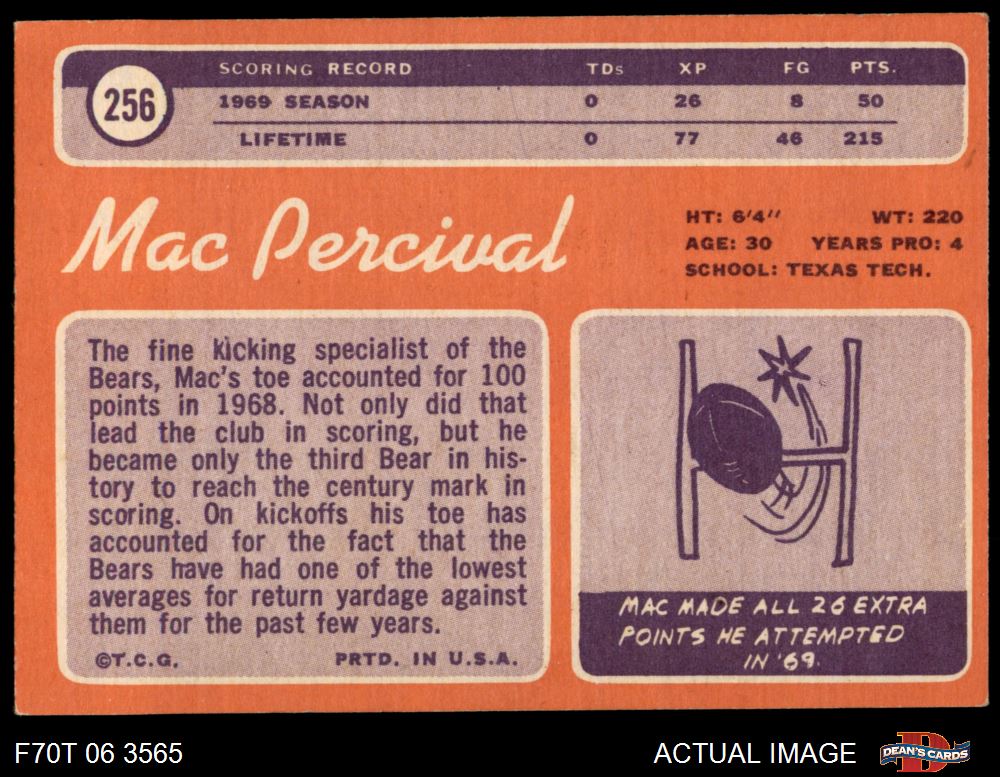 256
SCORING RECORD TDs XP FG PTS.
1969 SEASON 0 26 8 50
LIFETIME 0 77 46 215
Mac Percival
HT: 6'4" WT: 220
AGE: 30 YEARS PRO: 4
SCHOOL: TEXAS TECH.
The fine kicking specialist of the
Bears, Mac's toe accounted for 100
points in 1968. Not only did that
lead the club in scoring, but he
became only the third Bear in his-
tory to reach the century mark in
scoring. On kickoffs his toe has
accounted for the fact that the
Bears have had one of the lowest
averages for return yardage against
them for the past few years.
©T.C.G. PRTD. IN U.S.A.
MAC MADE ALL 26 EXTRA
POINTS HE ATTEMPTED
IN '69.
F70T 06 3565
ACTUAL IMAGE
D
DEAN'S CARDS